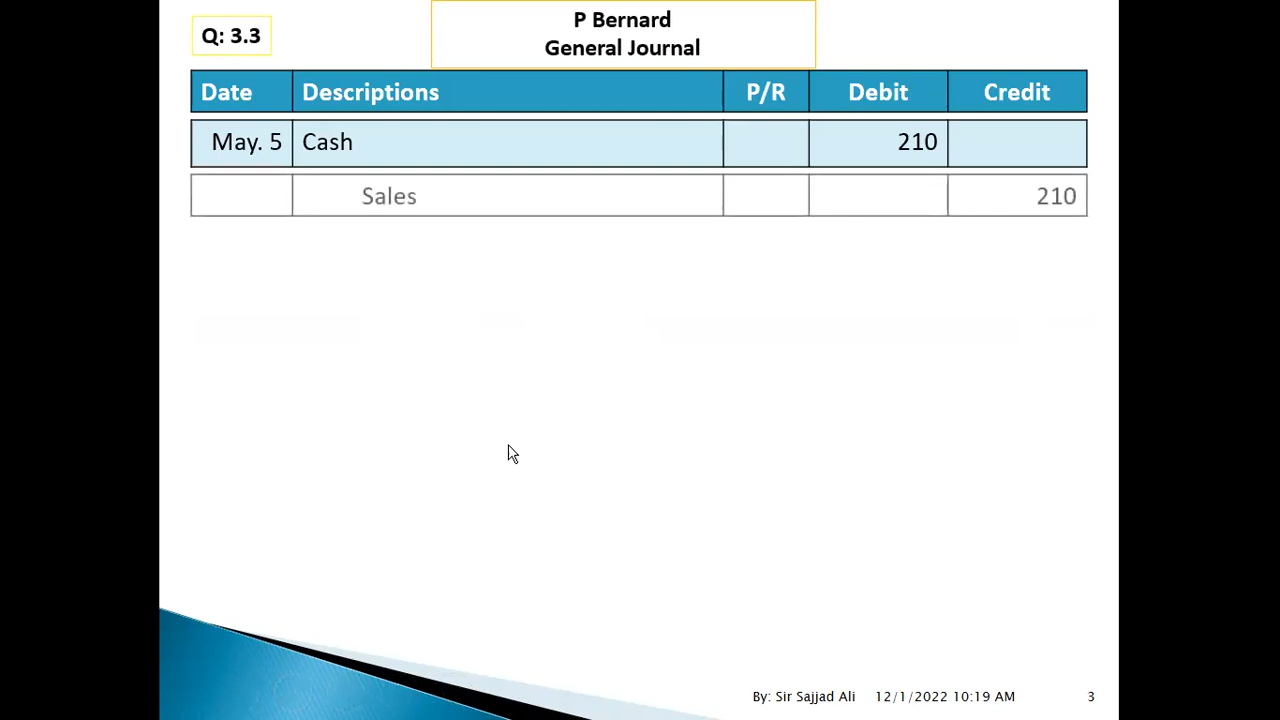 Q: 3.3
P Bernard
General Journal
Date Descriptions P/R Debit Credit
May. 5 Cash 210
Sales 210
By: Sir Sajjad Ali 12/1/2022 10:19 AM 3